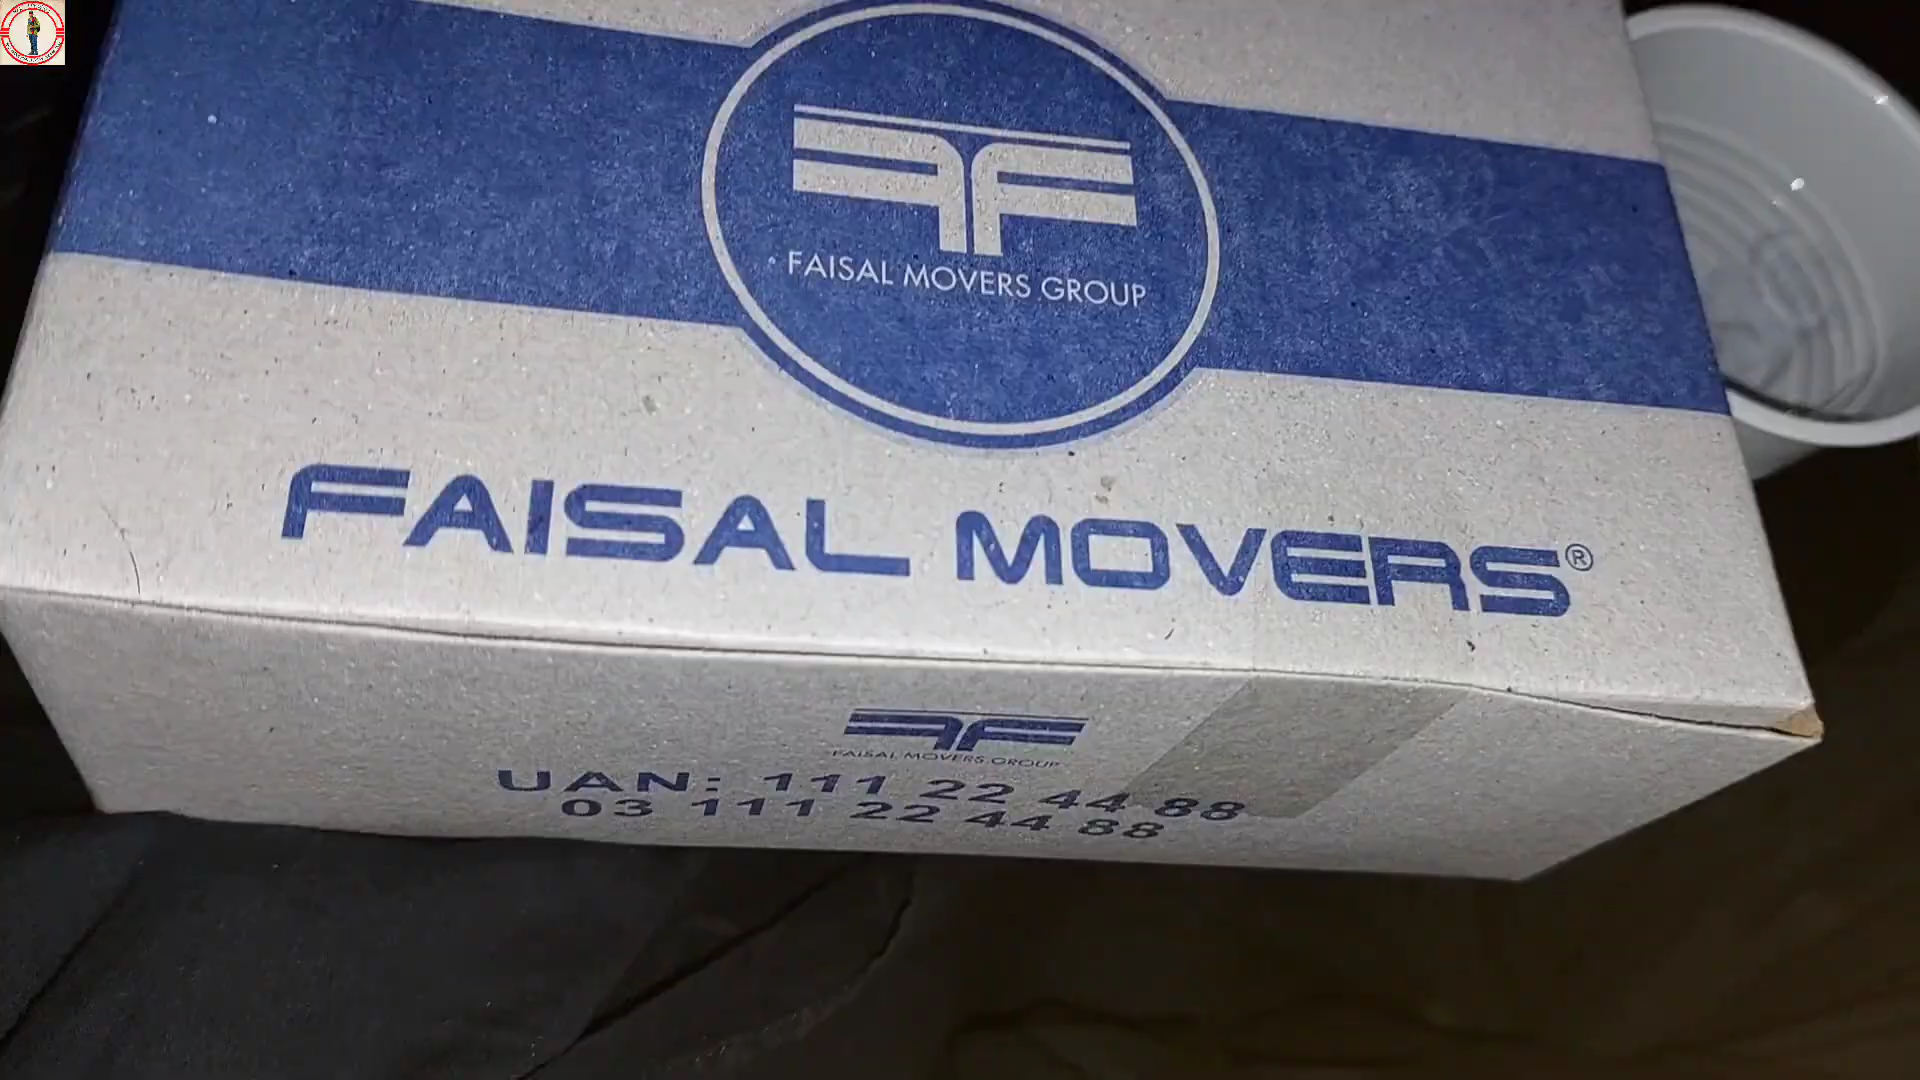 FAISAL MOVERS GROUP
FAISAL MOVERS®
FAISAL MOVERS GROUP
UAN: 111 22 44 88
03 111 22 44 88